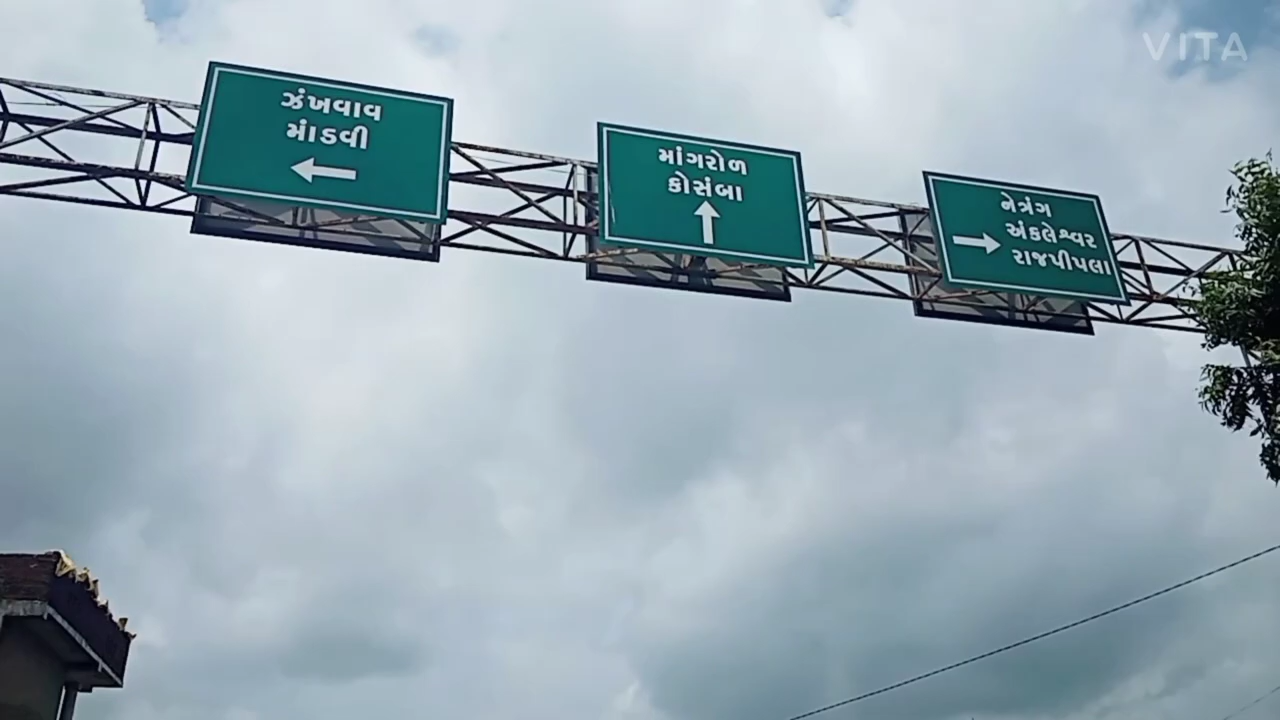 ઝંખવાવ
માંડવી
માંગરોળ
કોસંબા
નેત્રંગ
અંકલેશ્વર
રાજપીપલા
VITA